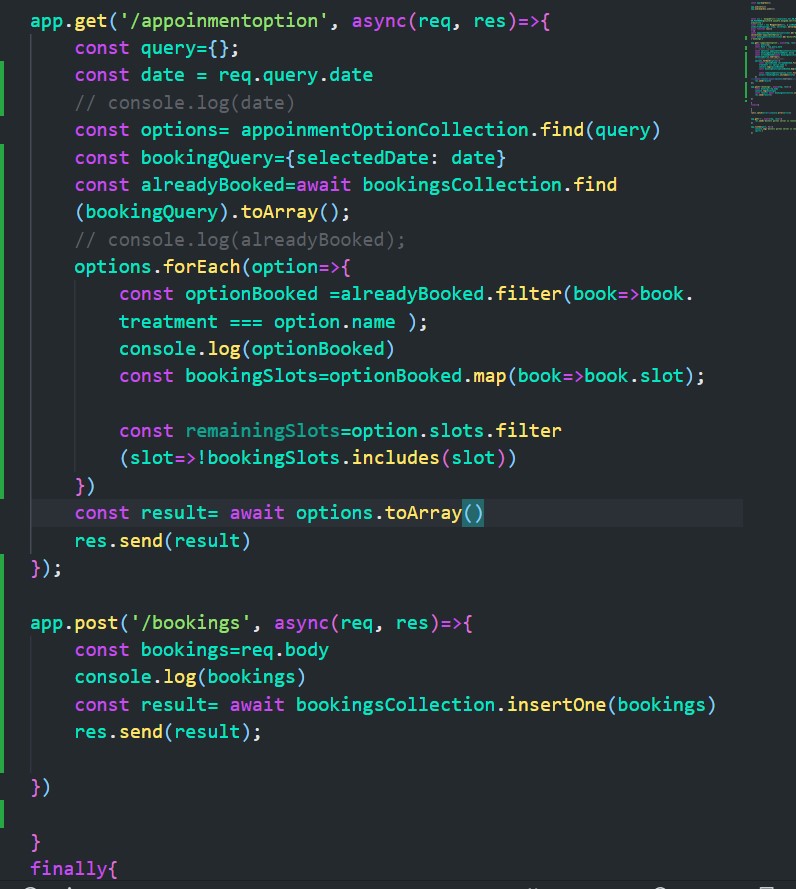 app.get('/appoinmentoption', async(req, res)=>{
    const query={};
    const date = req.query.date
    // console.log(date)
    const options= appoinmentOptionCollection.find(query)
    const bookingQuery={selectedDate: date}
    const alreadyBooked=await bookingsCollection.find
    (bookingQuery).toArray();
    // console.log(alreadyBooked);
    options.forEach(option=>{
        const optionBooked =alreadyBooked.filter(book=>book.
        treatment === option.name );
        console.log(optionBooked)
        const bookingSlots=optionBooked.map(book=>book.slot);
        const remainingSlots=option.slots.filter
        (slot=>!bookingSlots.includes(slot))
    })
    const result= await options.toArray()
    res.send(result)
});
app.post('/bookings', async(req, res)=>{
    const bookings=req.body
    console.log(bookings)
    const result= await bookingsCollection.insertOne(bookings)
    res.send(result);
})
}
finally{